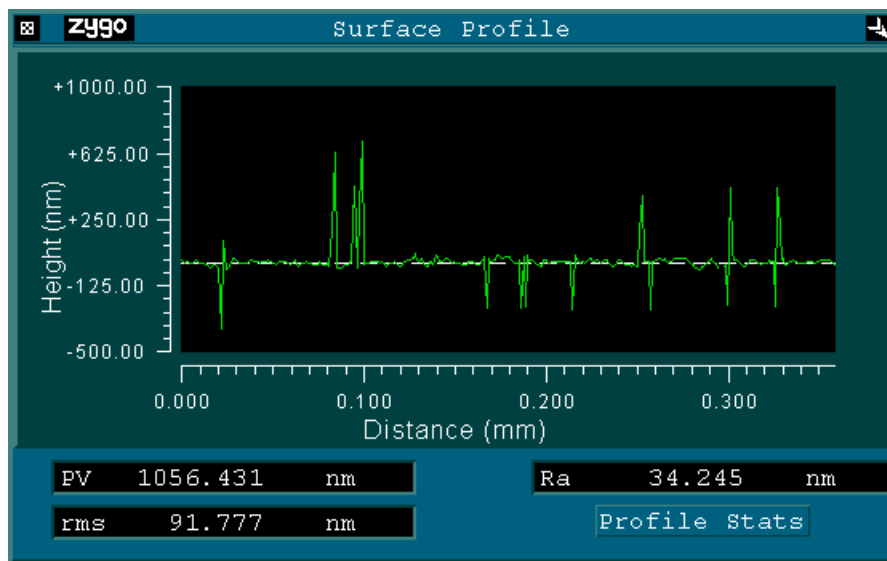 zygo Surface Profile
+1000.00
+625.00
+250.00
-125.00
-500.00
Height (nm)
0.000 0.100 0.200 0.300
Distance (mm)
PV 1056.431 nm Ra 34.245 nm
rms 91.777 nm Profile Stats